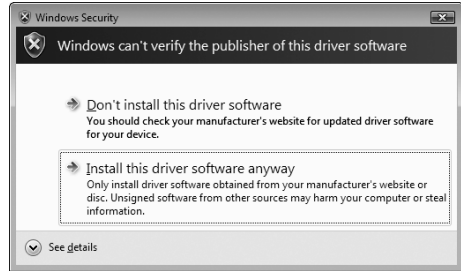 Windows Security
Windows can't verify the publisher of this driver software
Don't install this driver software
You should check your manufacturer's website for updated driver software
for your device.
Install this driver software anyway
Only install driver software obtained from your manufacturer's website or
disc. Unsigned software from other sources may harm your computer or steal
information.
See details